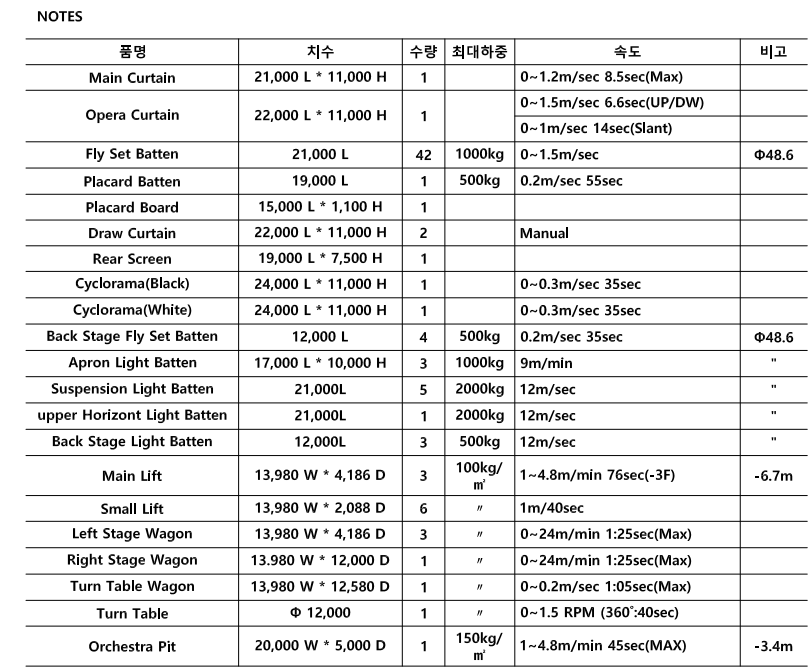 NOTES
품명 치수 수량 최대하중 속도 비고
Main Curtain 21,000 L * 11,000 H 1 0~1.2m/sec 8.5sec(Max)
Opera Curtain 22,000 L * 11,000 H 1 0~1.5m/sec 6.6sec(UP/DW)
0~1m/sec 14sec(Slant)
Fly Set Batten 21,000 L 42 1000kg 0~1.5m/sec Φ48.6
Placard Batten 19,000 L 1 500kg 0.2m/sec 55sec
Placard Board 15,000 L * 1,100 H 1
Draw Curtain 22,000 L * 11,000 H 2 Manual
Rear Screen 19,000 L * 7,500 H 1
Cyclorama(Black) 24,000 L * 11,000 H 1 0~0.3m/sec 35sec
Cyclorama(White) 24,000 L * 11,000 H 1 0~0.3m/sec 35sec
Back Stage Fly Set Batten 12,000 L 4 500kg 0.2m/sec 35sec Φ48.6
Apron Light Batten 17,000 L * 10,000 H 3 1000kg 9m/min "
Suspension Light Batten 21,000L 5 2000kg 12m/sec "
upper Horizont Light Batten 21,000L 1 2000kg 12m/sec "
Back Stage Light Batten 12,000L 3 500kg 12m/sec "
Main Lift 13,980 W * 4,186 D 3 100kg/㎡ 1~4.8m/min 76sec(-3F) -6.7m
Small Lift 13,980 W * 2,088 D 6 〃 1m/40sec
Left Stage Wagon 13,980 W * 4,186 D 3 〃 0~24m/min 1:25sec(Max)
Right Stage Wagon 13.980 W * 12,000 D 1 〃 0~24m/min 1:25sec(Max)
Turn Table Wagon 13,980 W * 12,580 D 1 〃 0~0.2m/sec 1:05sec(Max)
Turn Table Φ 12,000 1 〃 0~1.5 RPM (360°:40sec)
Orchestra Pit 20,000 W * 5,000 D 1 150kg/㎡ 1~4.8m/min 45sec(MAX) -3.4m